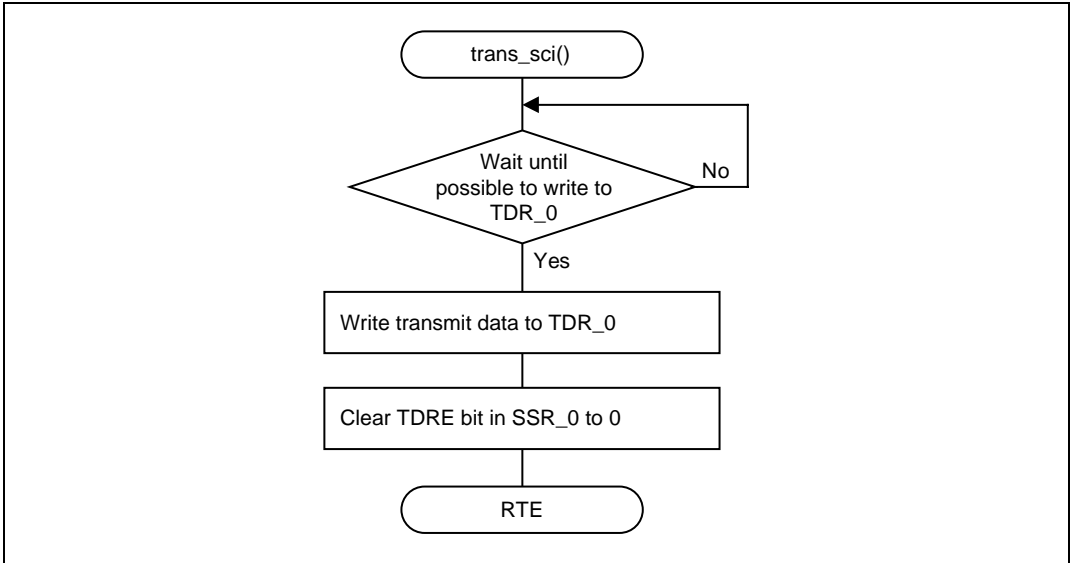 trans_sci()
Wait until
possible to write to
TDR_0
No
Yes
Write transmit data to TDR_0
Clear TDRE bit in SSR_0 to 0
RTE